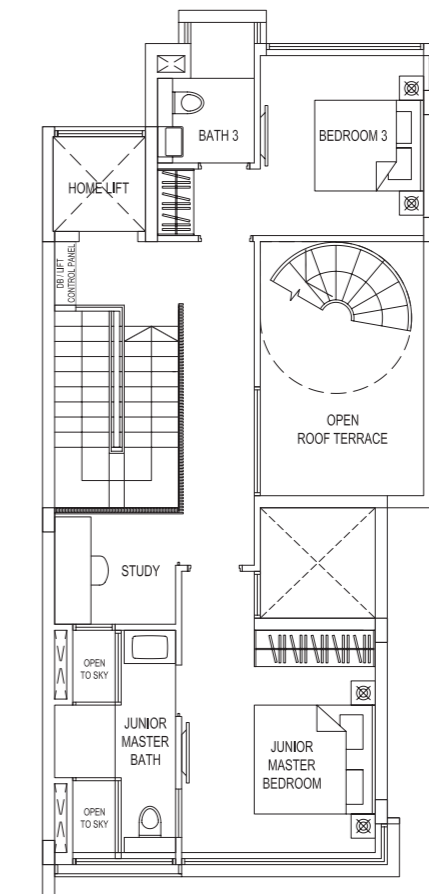 BATH 3
BEDROOM 3
HOME LIFT
DB / LIFT
CONTROL PANEL
OPEN
ROOF TERRACE
STUDY
OPEN
TO SKY
JUNIOR
MASTER
BATH
JUNIOR
MASTER
BEDROOM
OPEN
TO SKY